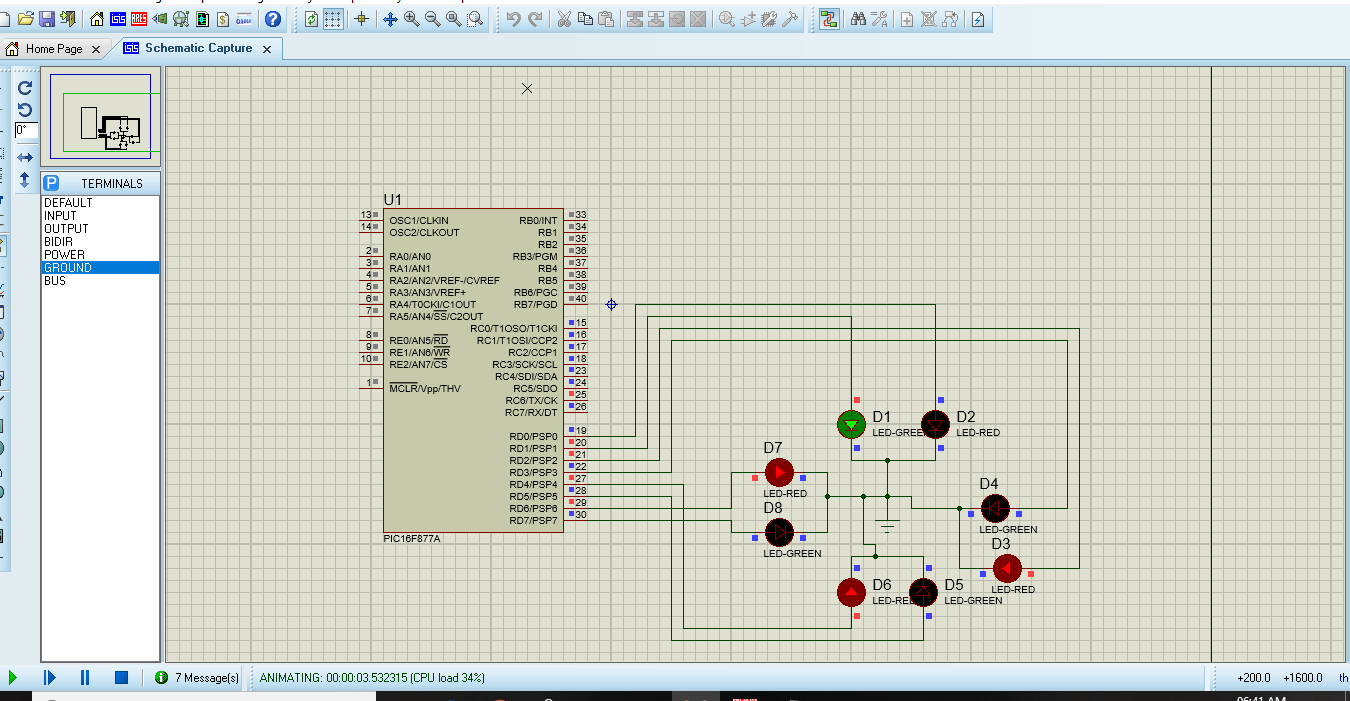 Home Page
Schematic Capture
0°
P TERMINALS
DEFAULT
INPUT
OUTPUT
BIDIR
POWER
GROUND
BUS
U1
13 OSC1/CLKIN RB0/INT 33
14 OSC2/CLKOUT RB1 34
RB2 35
2 RA0/AN0 RB3/PGM 36
3 RA1/AN1 RB4 37
4 RA2/AN2/VREF-/CVREF RB5 38
5 RA3/AN3/VREF+ RB6/PGC 39
6 RA4/T0CKI/C1OUT RB7/PGD 40
7 RA5/AN4/SS/C2OUT
RC0/T1OSO/T1CKI 15
8 RE0/AN5/RD RC1/T1OSI/CCP2 16
9 RE1/AN6/WR RC2/CCP1 17
10 RE2/AN7/CS RC3/SCK/SCL 18
RC4/SDI/SDA 23
1 MCLR/Vpp/THV RC5/SDO 24
RC6/TX/CK 25
RC7/RX/DT 26
RD0/PSP0 19
RD1/PSP1 20
RD2/PSP2 21
RD3/PSP3 22
RD4/PSP4 27
RD5/PSP5 28
RD6/PSP6 29
RD7/PSP7 30
PIC16F877A
D1
LED-GREEN
D2
LED-RED
D7
LED-RED
D8
LED-GREEN
D4
LED-GREEN
D3
LED-RED
D6
LED-RED
D5
LED-GREEN
7 Message(s)
ANIMATING: 00:00:03.532315 (CPU load 34%)
+200.0 +1600.0 th
06:41 AM